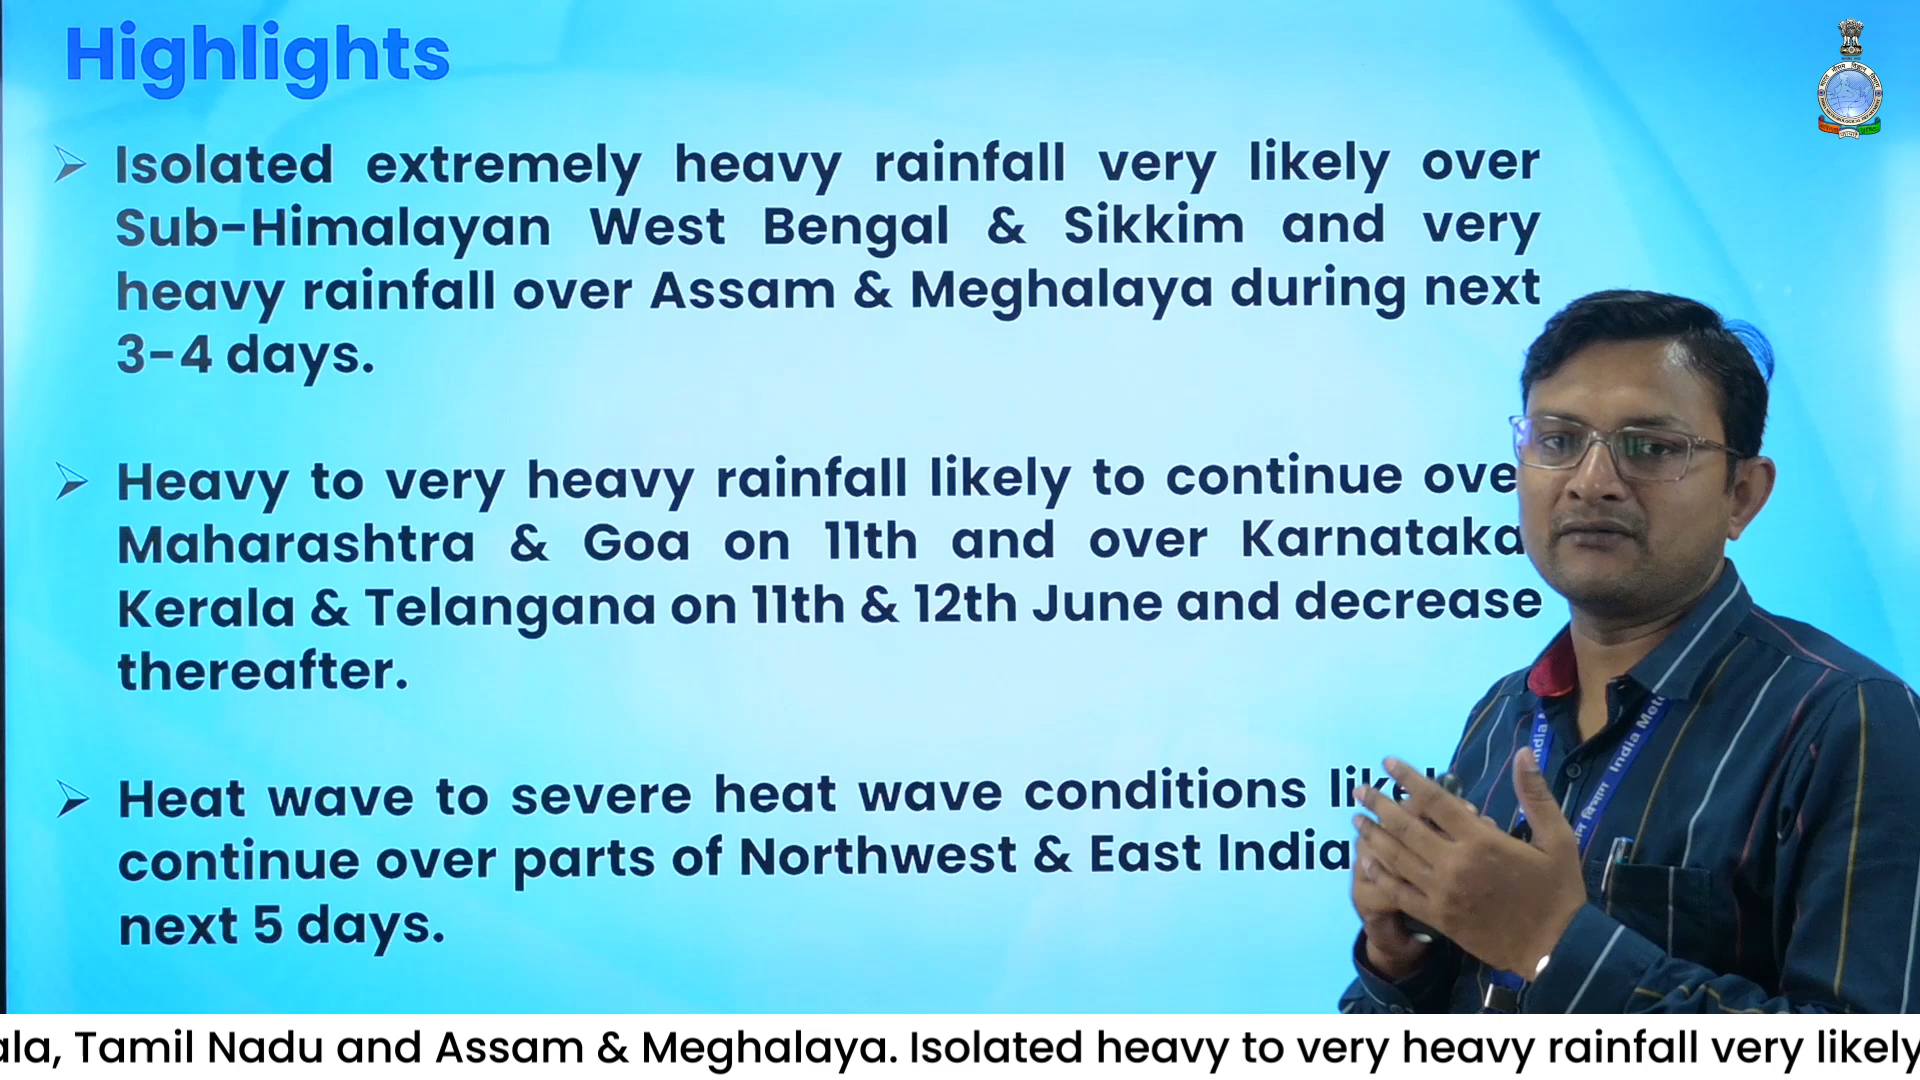 Highlights
Isolated extremely heavy rainfall very likely over
Sub-Himalayan West Bengal & Sikkim and very
heavy rainfall over Assam & Meghalaya during next
3-4 days.
Heavy to very heavy rainfall likely to continue
Maharashtra & Goa on 11th and over Karnataka
Kerala & Telangana on 11th & 12th June and decrease
thereafter.
Heat wave to severe heat wave conditions
continue over parts of Northwest & East India
next 5 days.
India
India Mete
विभाग
Tamil Nadu and Assam & Meghalaya. Isolated heavy to very heavy rainfall very likely